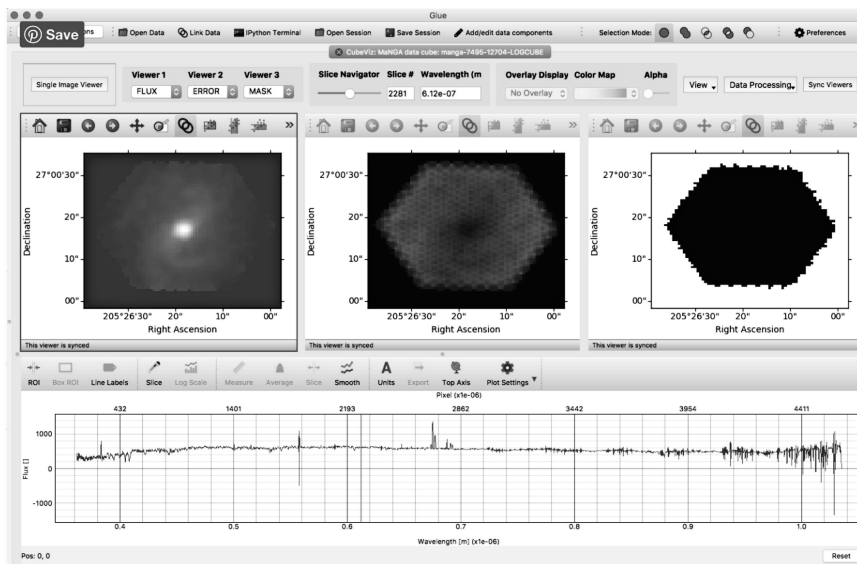 Glue
Save
ons
Open Data
Link Data
IPython Terminal
Open Session
Save Session
Add/edit data components
Selection Mode:
Preferences
CubeViz: MaNGA data cube: manga-7495-12704-LOGCUBE
Single Image Viewer
Viewer 1 Viewer 2 Viewer 3
FLUX ERROR MASK
Slice Navigator Slice # Wavelength (m
2281 6.12e-07
Overlay Display Color Map Alpha
No Overlay
View
Data Processing
Sync Viewers
27°00'30"
20"
10"
00"
Declination
205°26'30" 20" 10" 00"
Right Ascension
This viewer is synced
27°00'30"
20"
10"
00"
Declination
205°26'30" 20" 10" 00"
Right Ascension
This viewer is synced
27°00'30"
20"
10"
00"
Declination
205°26'30" 20" 10" 00"
Right Ascension
This viewer is synced
ROI Box ROI Line Labels Slice Log Scale Measure Average Slice Smooth Units Export Top Axis Plot Settings
Pixel (x1e-06)
432 1401 2193 2862 3442 3954 4411
1000
0
-1000
Flux []
0.4 0.5 0.6 0.7 0.8 0.9 1.0
Wavelength [m] (x1e-06)
Pos: 0, 0
Reset